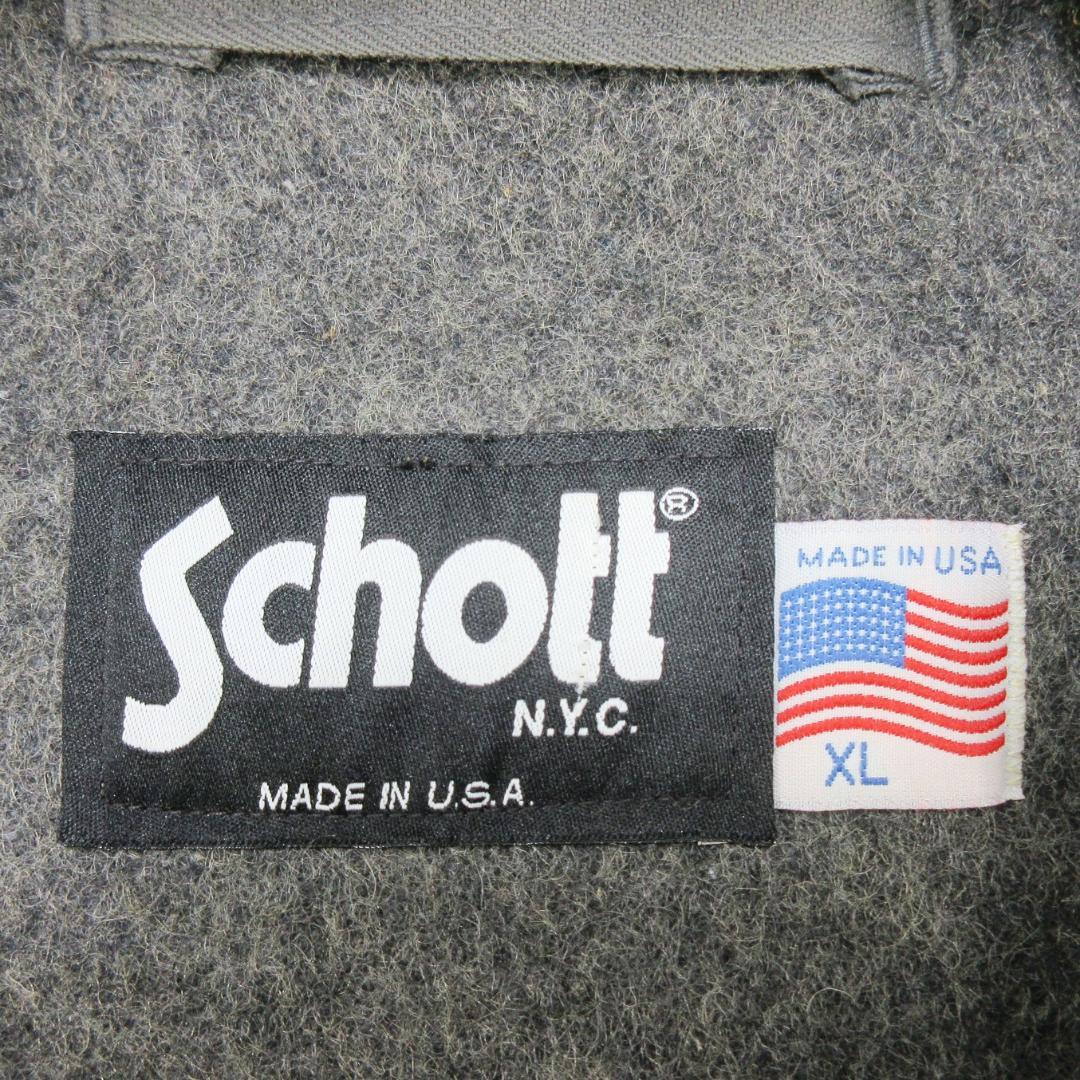 Schott®
N.Y.C.
MADE IN U.S.A.
MADE IN USA
XL